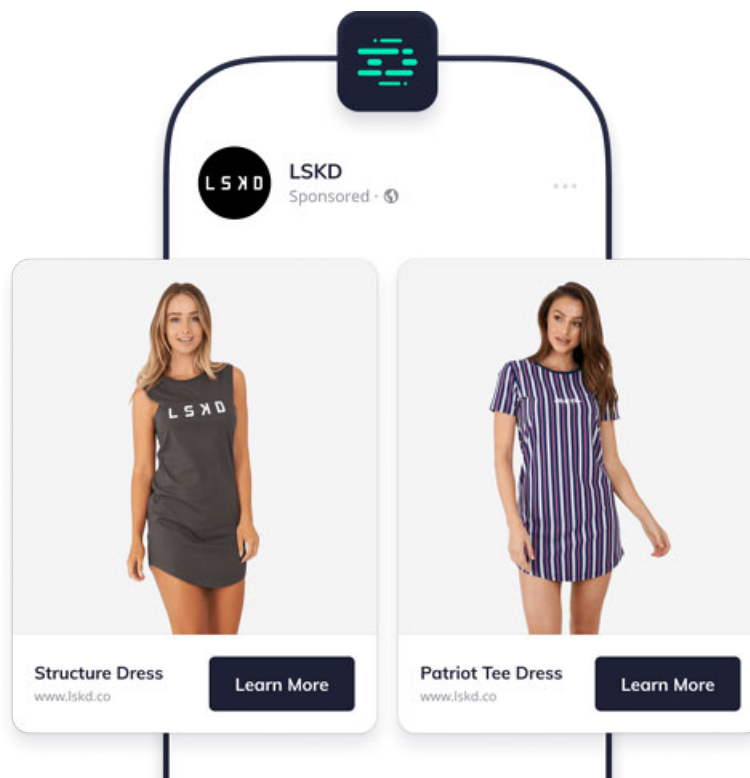 LSKD
LSKD
Sponsored ·
LSKD
Structure Dress
www.lskd.co
Learn More
Patriot Tee Dress
www.lskd.co
Learn More